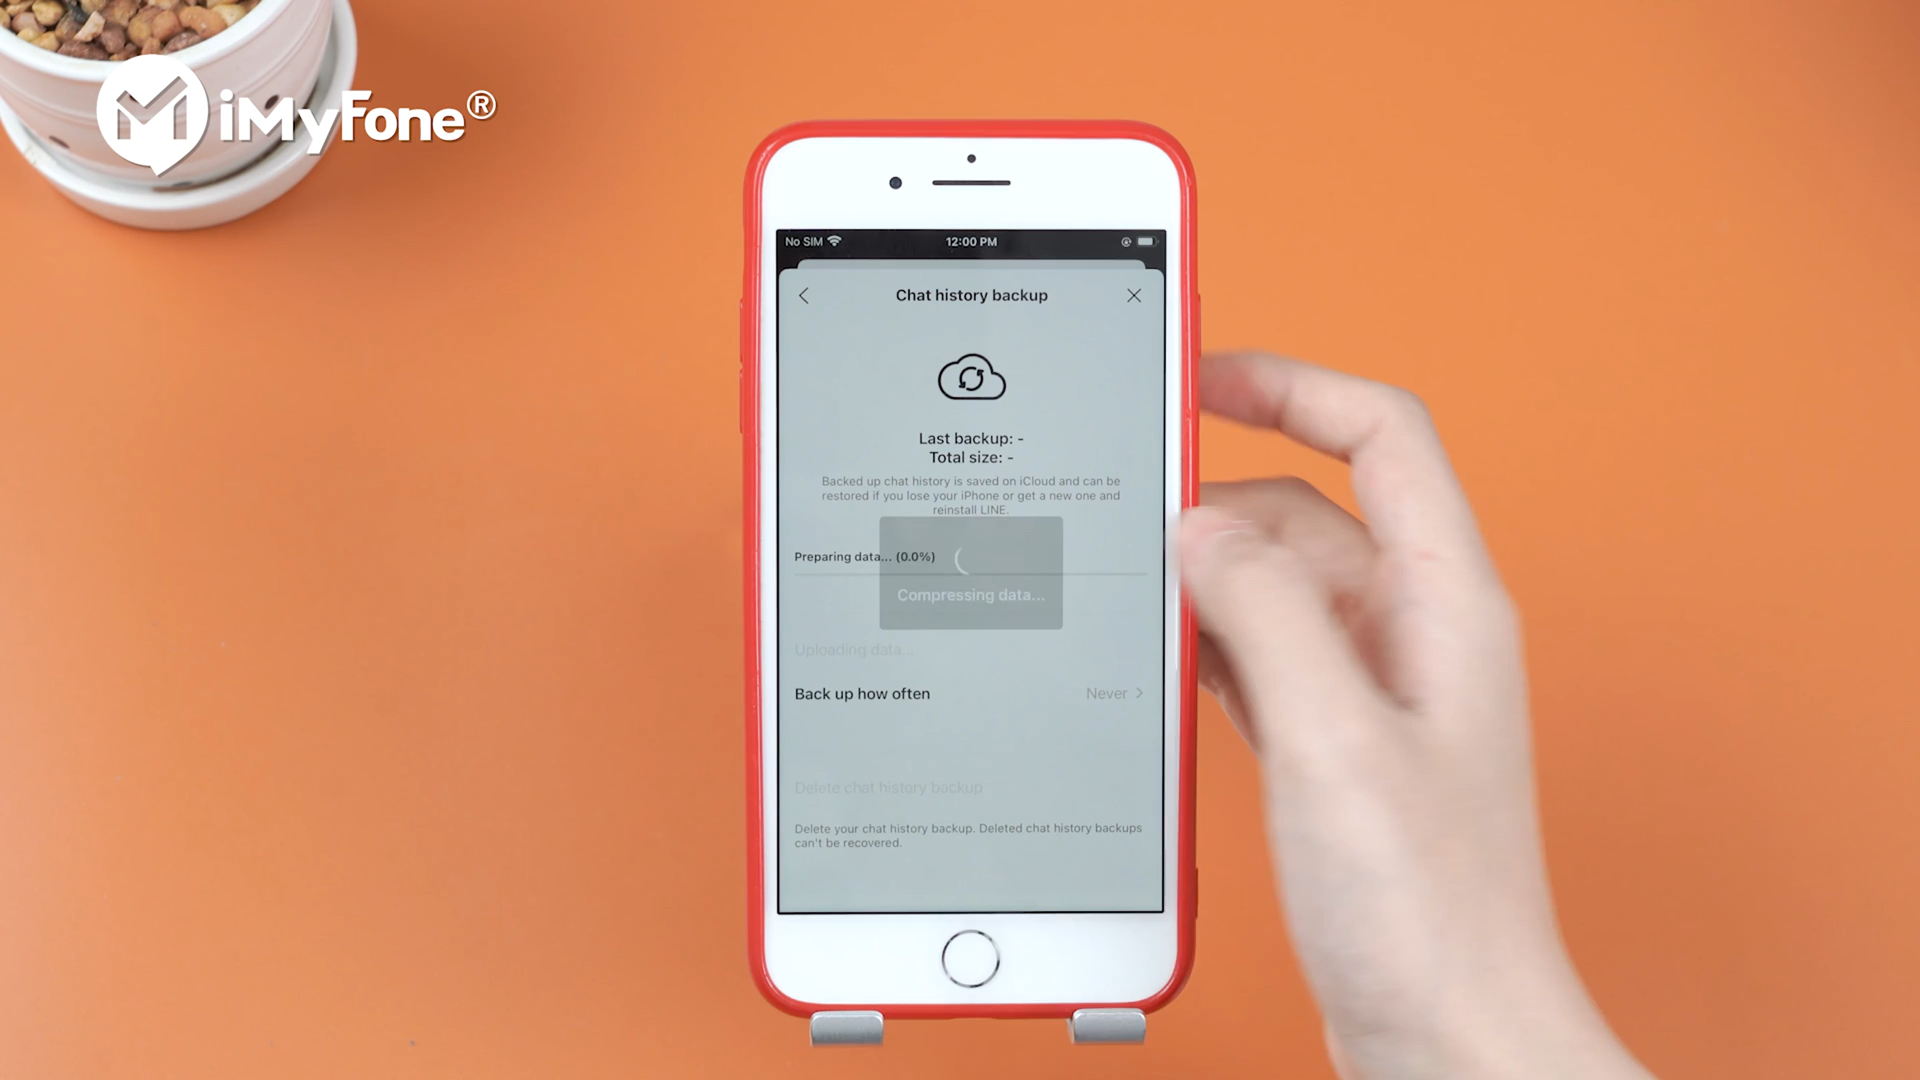 iMyFone®
No SIM
12:00 PM
Chat history backup
Last backup: -
Total size: -
Backed up chat history is saved on iCloud and can be
restored if you lose your iPhone or get a new one and
reinstall LINE.
Preparing data... (0.0%)
Compressing data...
Uploading data...
Back up how often
Never
Delete chat history backup
Delete your chat history backup. Deleted chat history backups
can't be recovered.